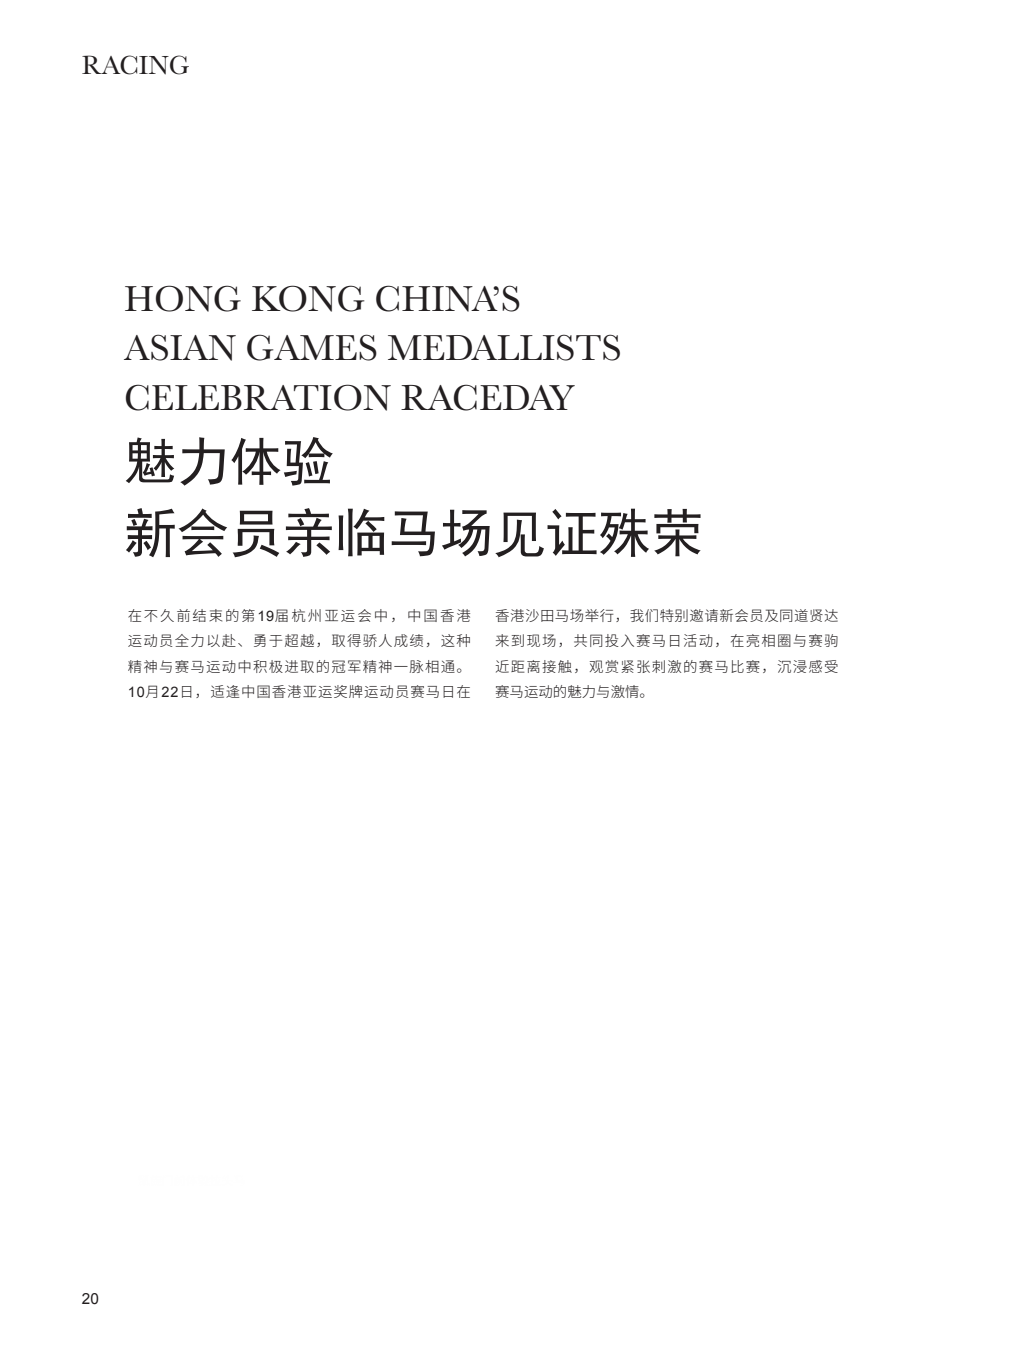 RACING
HONG KONG CHINA’S
ASIAN GAMES MEDALLISTS
CELEBRATION RACEDAY
魅力体验
新会员亲临马场见证殊荣
在不久前结束的第19届杭州亚运会中，中国香港
运动员全力以赴、勇于超越，取得骄人成绩，这种
精神与赛马运动中积极进取的冠军精神一脉相通。
10月22日，适逢中国香港亚运奖牌运动员赛马日在
香港沙田马场举行，我们特别邀请新会员及同道贤达
来到现场，共同投入赛马日活动，在亮相圈与赛驹
近距离接触，观赏紧张刺激的赛马比赛，沉浸感受
赛马运动的魅力与激情。
20